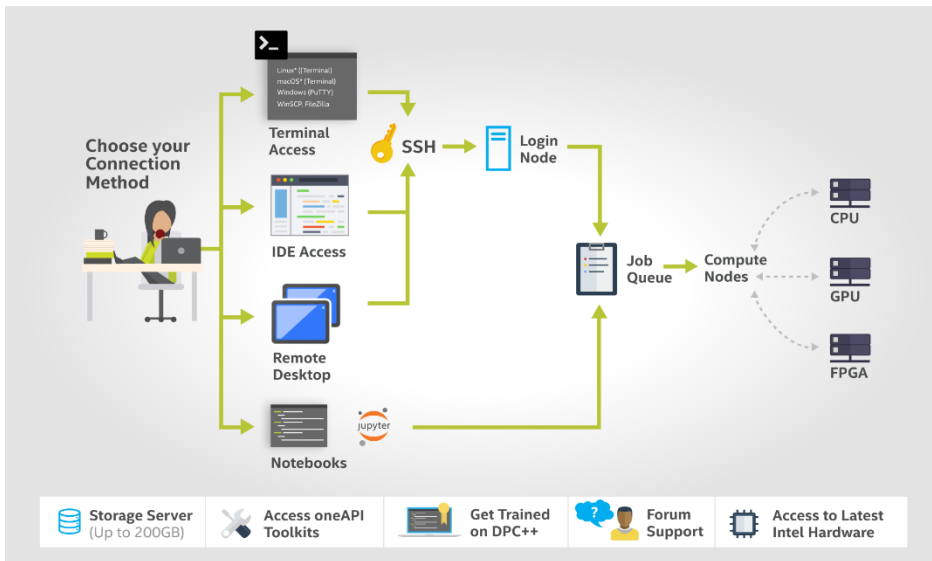 >_
Linux* ((Terminal)
macOS* (Terminal)
Windows (PuTTY)
WinSCP, FileZilla
Terminal
Access
Choose your
Connection
Method
SSH
Login
Node
IDE Access
Job
Queue
Compute
Nodes
CPU
GPU
FPGA
Remote
Desktop
jupyter
Notebooks
Storage Server
(Up to 200GB)
Access oneAPI
Toolkits
Get Trained
on DPC++
?
Forum
Support
Access to Latest
Intel Hardware